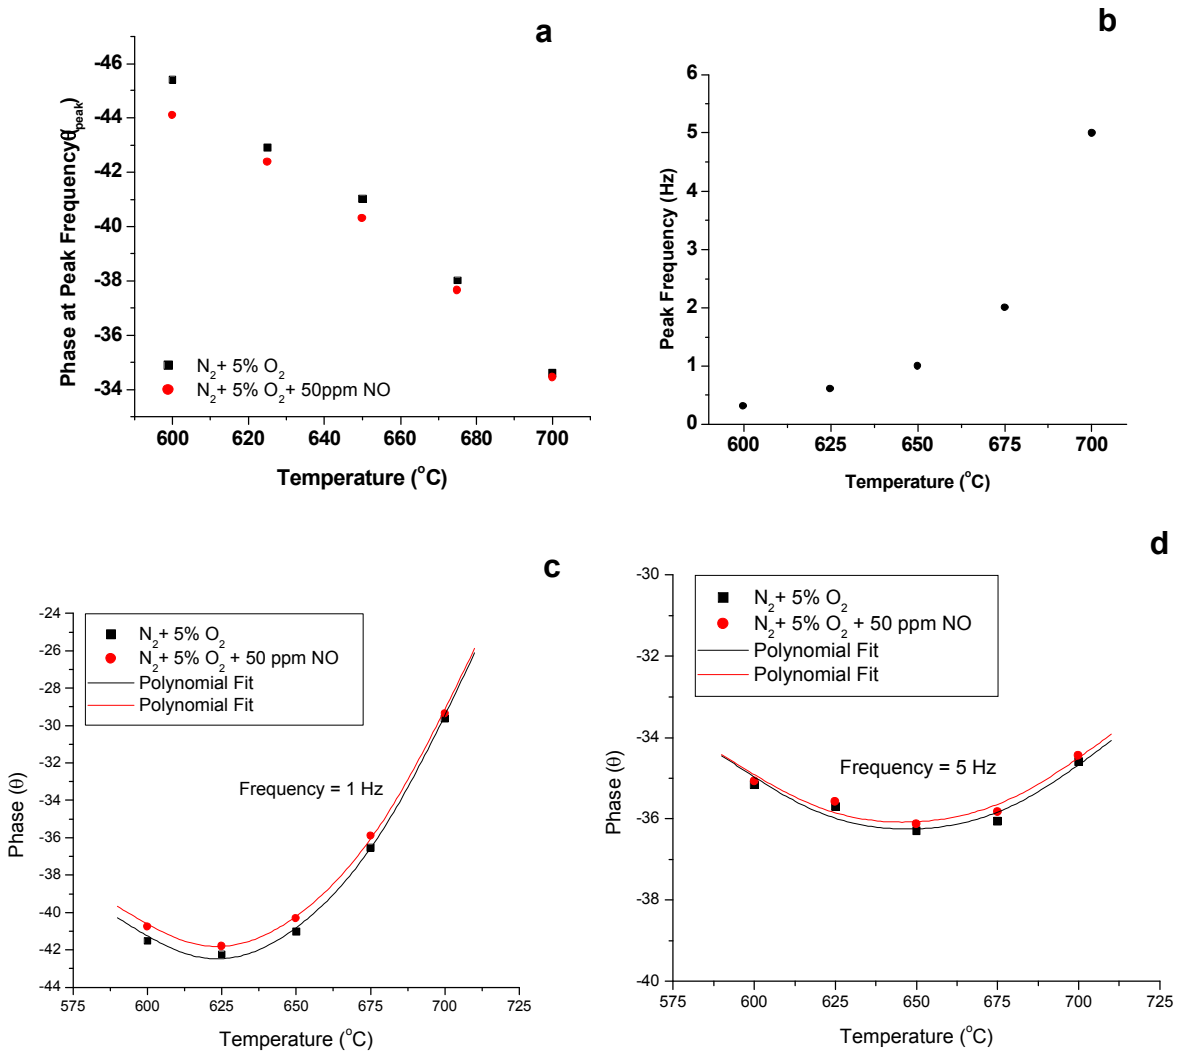 a
Phase at Peak Frequency(θpeak)
-46
-44
-42
-40
-38
-36
-34
N2+ 5% O2
N2+ 5% O2+ 50ppm NO
600
620
640
660
680
700
Temperature (oC)
b
Peak Frequency (Hz)
6
5
4
3
2
1
0
600
625
650
675
700
Temperature (oC)
c
Phase (θ)
-24
-26
-28
-30
-32
-34
-36
-38
-40
-42
-44
N2+ 5% O2
N2+ 5% O2 + 50 ppm NO
Polynomial Fit
Polynomial Fit
Frequency = 1 Hz
575
600
625
650
675
700
725
Temperature (oC)
d
Phase (θ)
-30
-32
-34
-36
-38
-40
N2+ 5% O2
N2+ 5% O2 + 50 ppm NO
Polynomial Fit
Polynomial Fit
Frequency = 5 Hz
575
600
625
650
675
700
725
Temperature (oC)